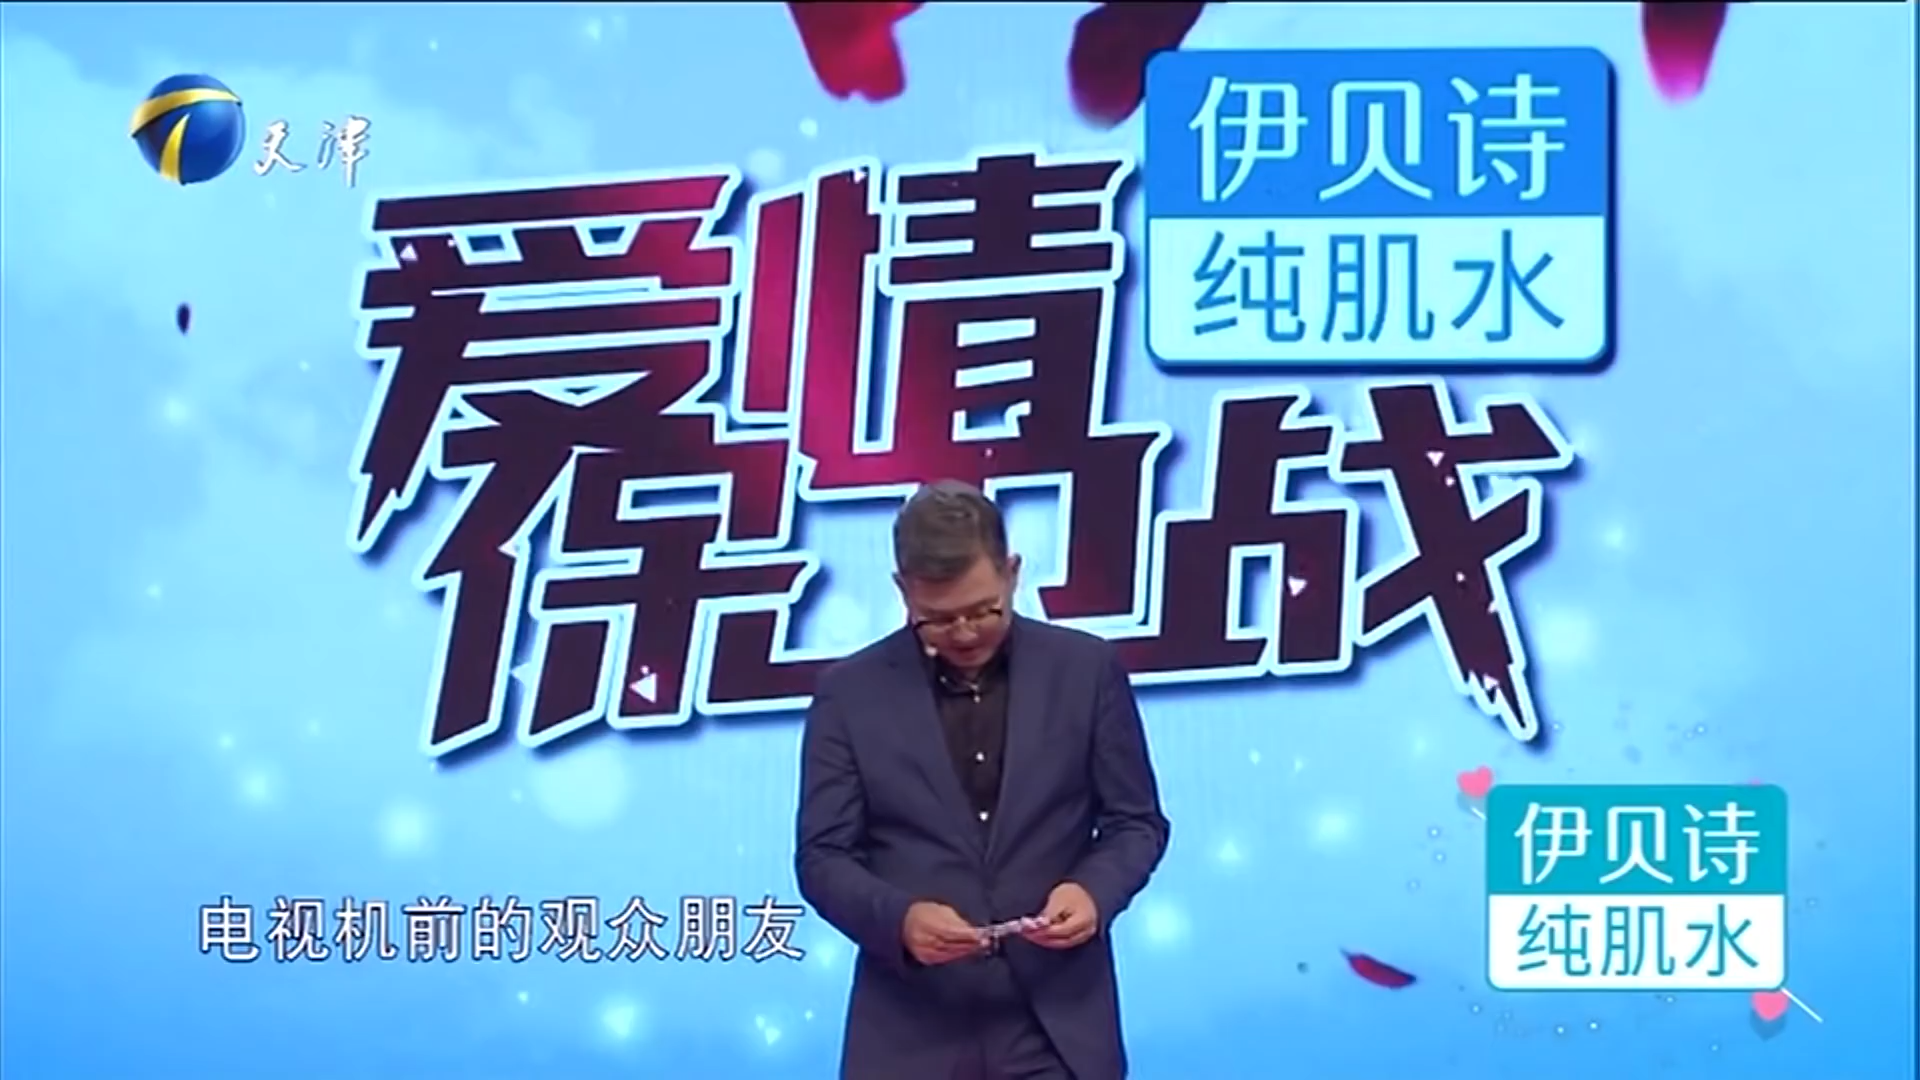 天津
伊贝诗
纯肌水
爱情
保卫战
伊贝诗
纯肌水
电视机前的观众朋友